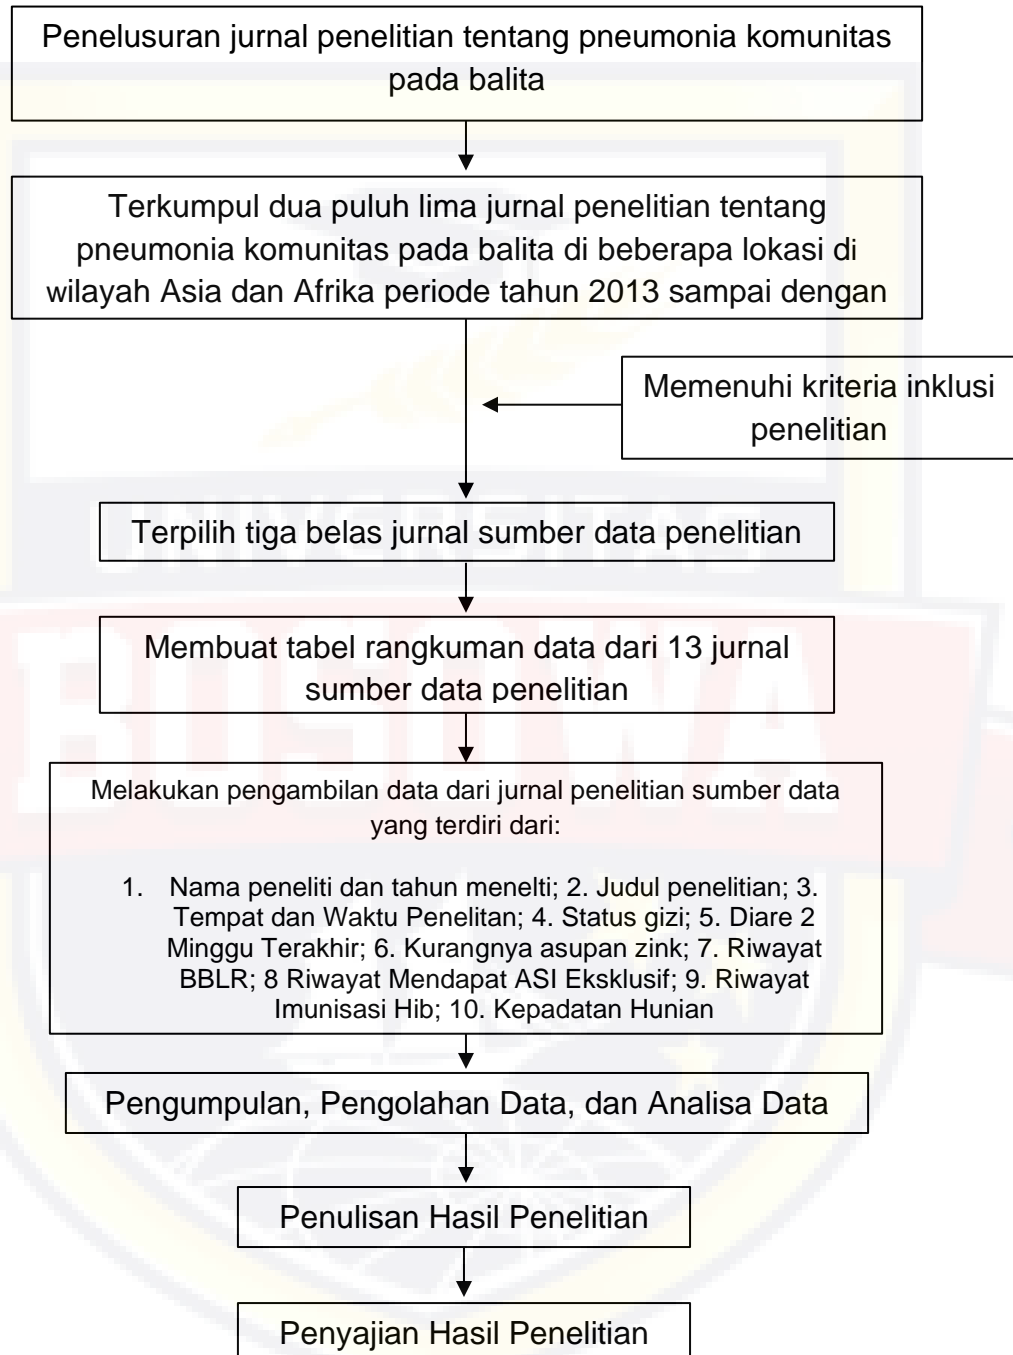 Penelusuran jurnal penelitian tentang pneumonia komunitas
pada balita
Terkumpul dua puluh lima jurnal penelitian tentang
pneumonia komunitas pada balita di beberapa lokasi di
wilayah Asia dan Afrika periode tahun 2013 sampai dengan
Memenuhi kriteria inklusi
penelitian
UNIVERSITAS
Terpilih tiga belas jurnal sumber data penelitian
BOSOWA
Membuat tabel rangkuman data dari 13 jurnal
sumber data penelitian
Melakukan pengambilan data dari jurnal penelitian sumber data
yang terdiri dari:
1. Nama peneliti dan tahun menelti; 2. Judul penelitian; 3.
Tempat dan Waktu Penelitan; 4. Status gizi; 5. Diare 2
Minggu Terakhir; 6. Kurangnya asupan zink; 7. Riwayat
BBLR; 8 Riwayat Mendapat ASI Eksklusif; 9. Riwayat
Imunisasi Hib; 10. Kepadatan Hunian
Pengumpulan, Pengolahan Data, dan Analisa Data
Penulisan Hasil Penelitian
Penyajian Hasil Penelitian